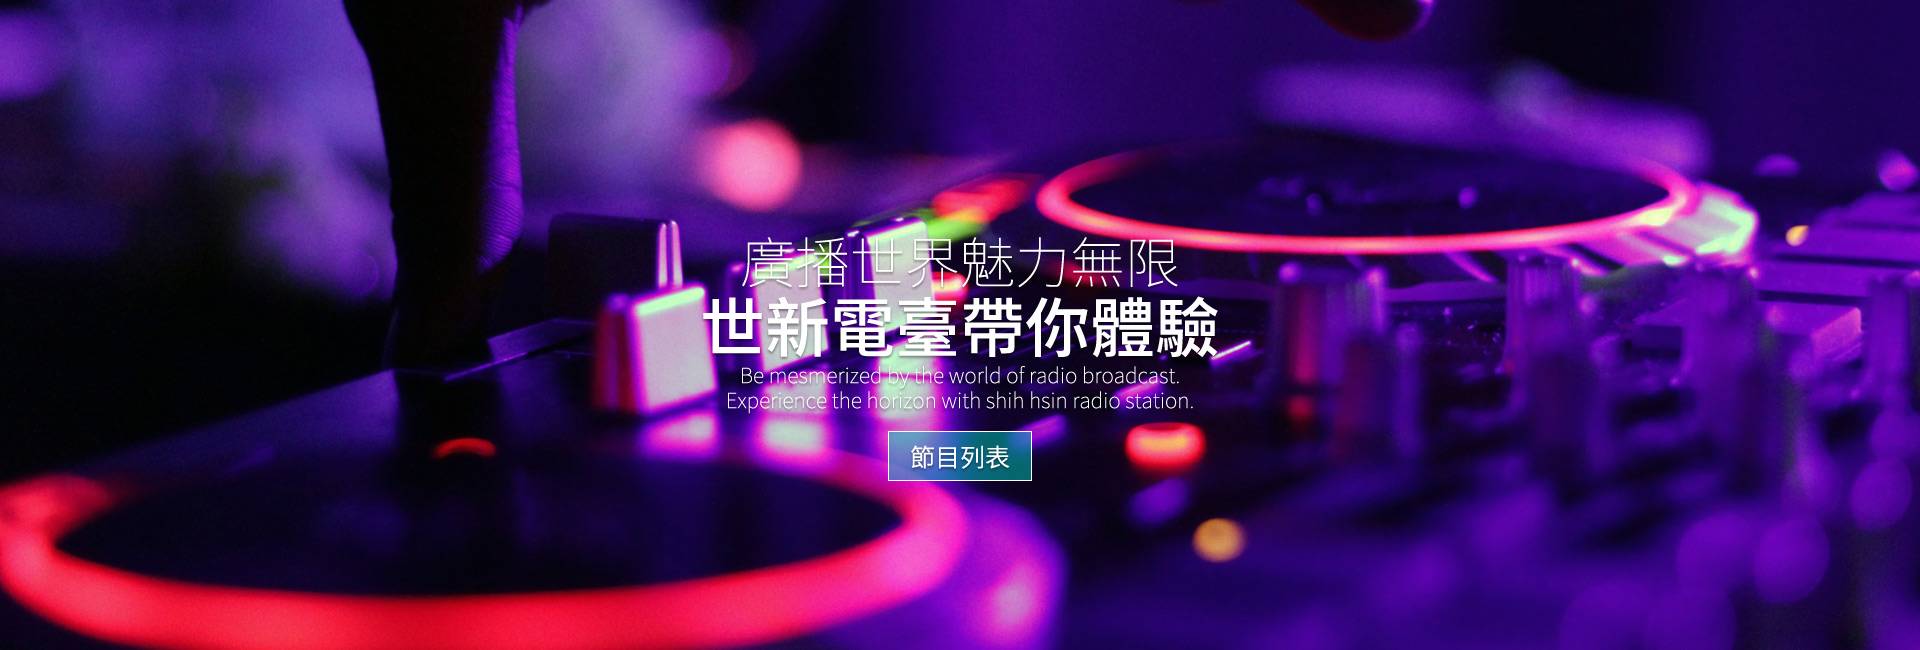 廣播世界魅力無限
世新電臺帶你體驗
Be mesmerized by the world of radio broadcast.
Experience the horizon with shih hsin radio station.
節目列表